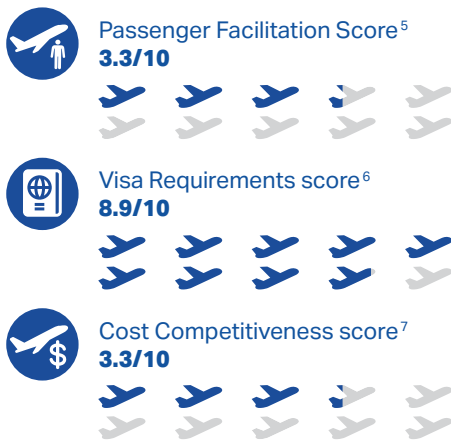 Passenger Facilitation Score⁵
3.3/10
Visa Requirements score⁶
8.9/10
$
Cost Competitiveness score⁷
3.3/10